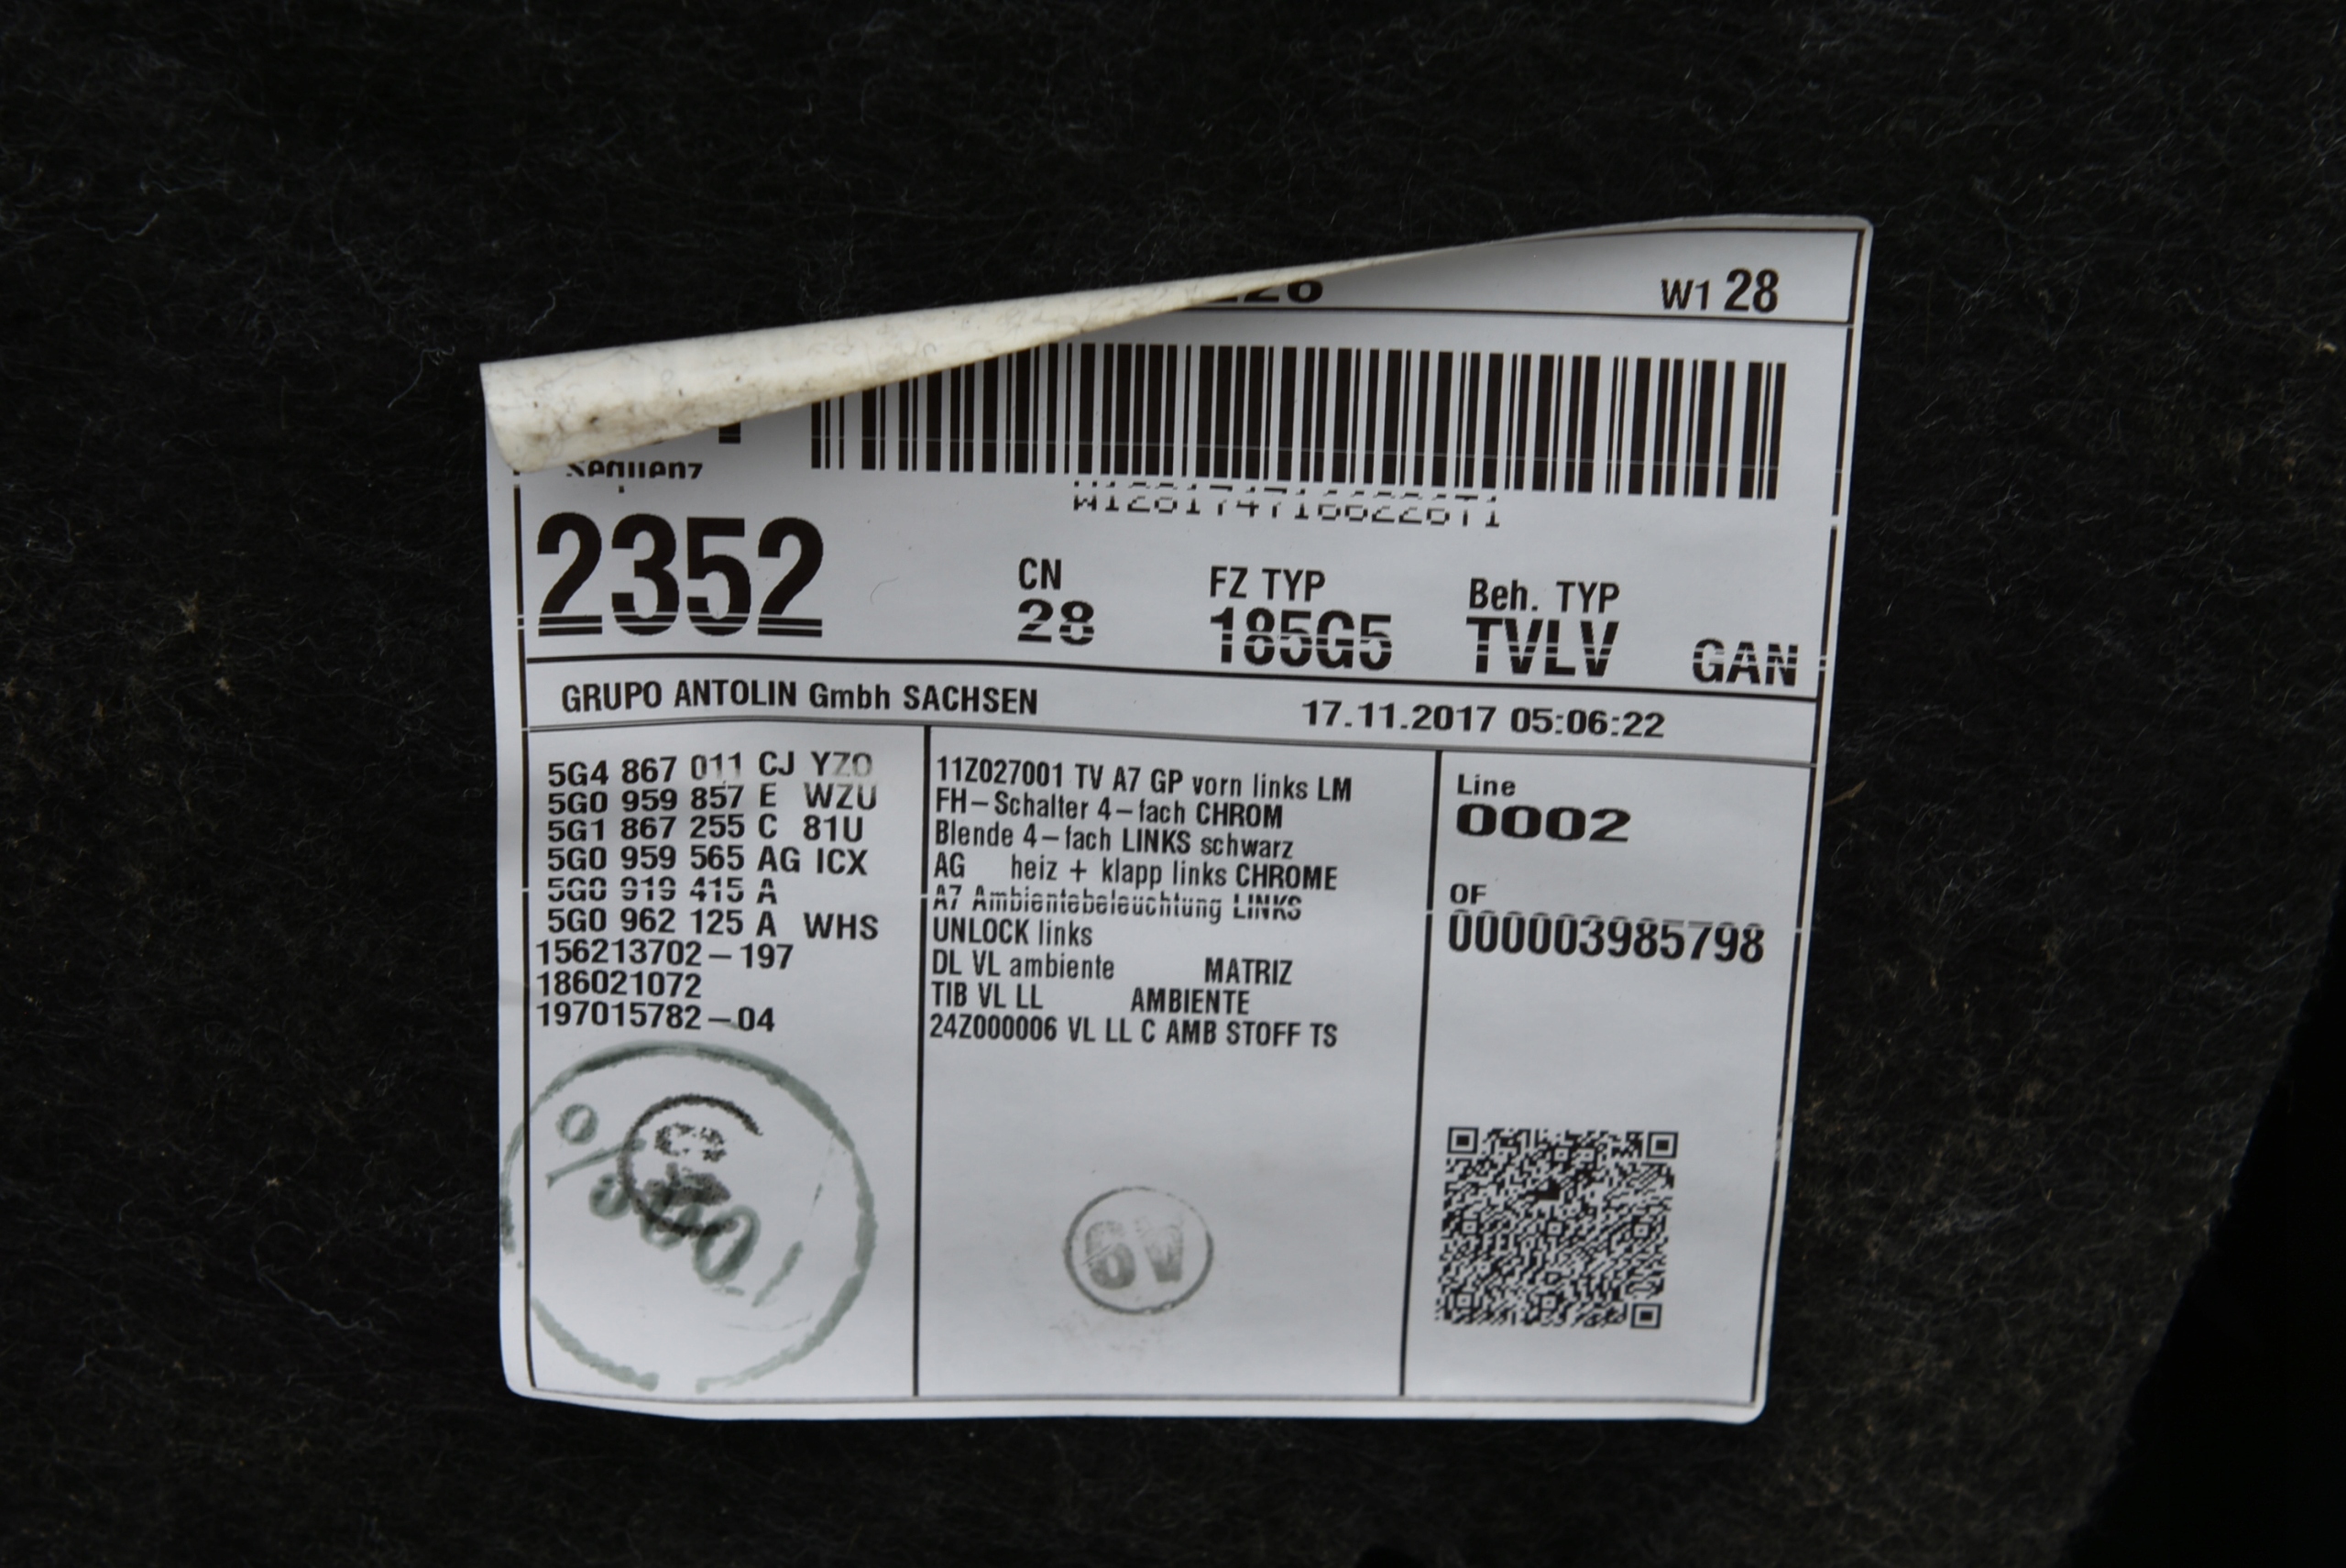 W1 28
Sequenz
W1281747166226T1
2352
CN
28
FZ TYP
185G5
Beh. TYP
TVLV
GAN
GRUPO ANTOLIN Gmbh SACHSEN
17.11.2017 05:06:22
5G4 867 011 CJ YZO
5G0 959 857 E WZU
5G1 867 255 C 81U
5G0 959 565 AG ICX
5G0 919 415 A
5G0 962 125 A WHS
156213702-197
186021072
197015782-04
11Z027001 TV A7 GP vorn links LM
FH-Schalter 4-fach CHROM
Blende 4-fach LINKS schwarz
AG heiz + klapp links CHROME
A7 Ambientebeleuchtung LINKS
UNLOCK links
DL VL ambiente MATRIZ
TIB VL LL AMBIENTE
24Z000006 VL LL C AMB STOFF TS
Line
0002
OF
000003985798